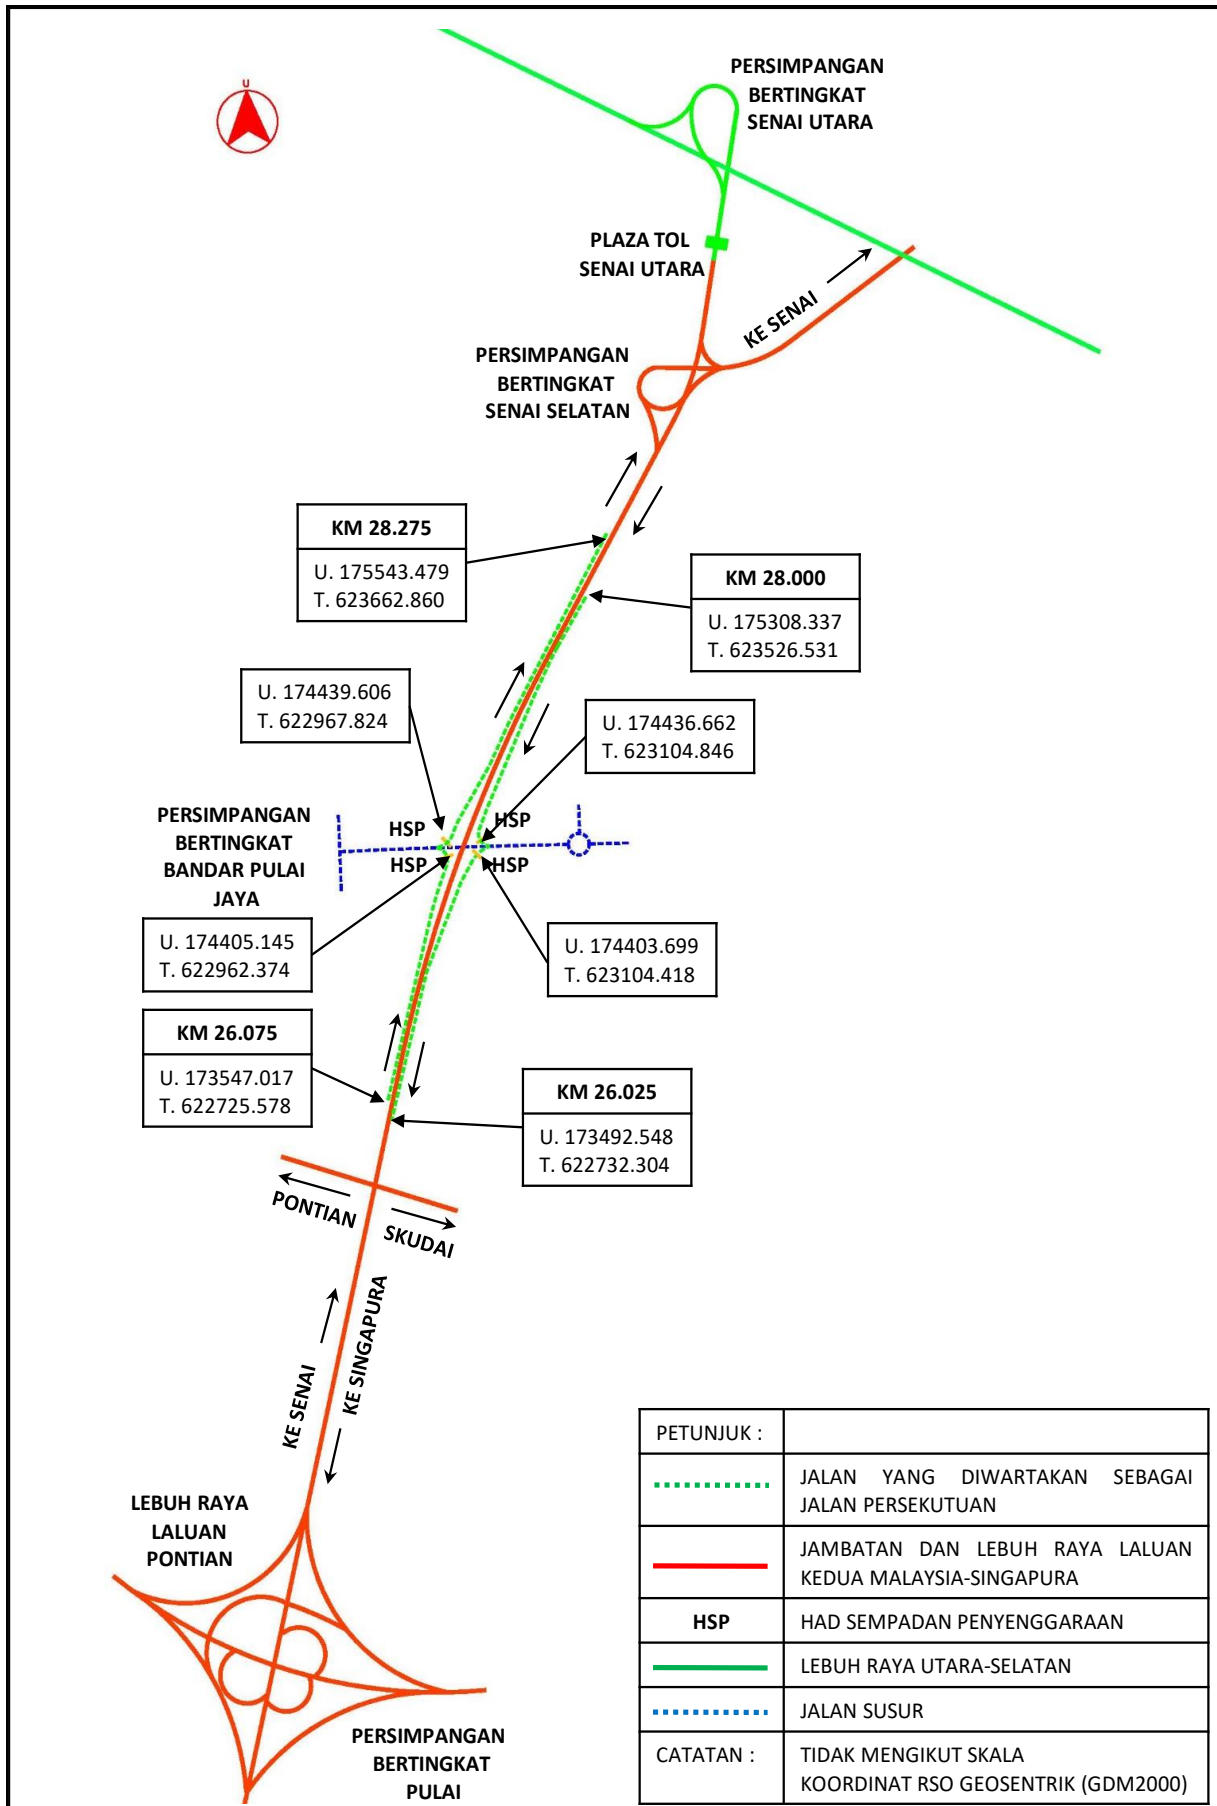 U
PERSIMPANGAN
BERTINGKAT
SENAI UTARA
PLAZA TOL
SENAI UTARA
KE SENAI
PERSIMPANGAN
BERTINGKAT
SENAI SELATAN
KM 28.275
U. 175543.479
T. 623662.860
KM 28.000
U. 175308.337
T. 623526.531
U. 174439.606
T. 622967.824
U. 174436.662
T. 623104.846
PERSIMPANGAN
BERTINGKAT
BANDAR PULAI
JAYA
HSP
HSP
HSP
HSP
U. 174405.145
T. 622962.374
U. 174403.699
T. 623104.418
KM 26.075
U. 173547.017
T. 622725.578
KM 26.025
U. 173492.548
T. 622732.304
PONTIAN
SKUDAI
KE SENAI
KE SINGAPURA
LEBUH RAYA
LALUAN
PONTIAN
PERSIMPANGAN
BERTINGKAT
PULAI
PETUNJUK :
JALAN YANG DIWARTAKAN SEBAGAI
JALAN PERSEKUTUAN
JAMBATAN DAN LEBUH RAYA LALUAN
KEDUA MALAYSIA-SINGAPURA
HSP
HAD SEMPADAN PENYENGGARAAN
LEBUH RAYA UTARA-SELATAN
JALAN SUSUR
CATATAN :
TIDAK MENGIKUT SKALA
KOORDINAT RSO GEOSENTRIK (GDM2000)